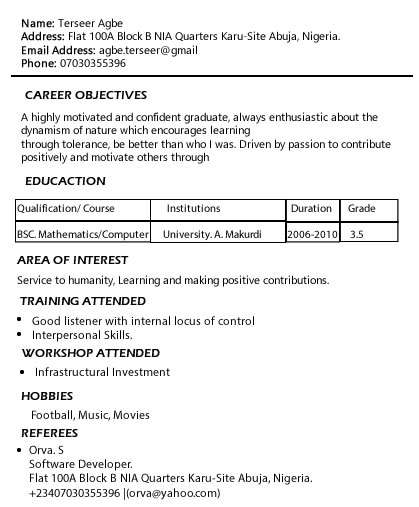 Name: Terseer Agbe
Address: Flat 100A Block B NIA Quarters Karu-Site Abuja, Nigeria.
Email Address: agbe.terseer@gmail
Phone: 07030355396
CAREER OBJECTIVES
A highly motivated and confident graduate, always enthusiastic about the
dynamism of nature which encourages learning
through tolerance, be better than who I was. Driven by passion to contribute
positively and motivate others through
EDUCACTION
Qualification/ Course Institutions Duration Grade
BSC. Mathematics/Computer University. A. Makurdi 2006-2010 3.5
AREA OF INTEREST
Service to humanity, Learning and making positive contributions.
TRAINING ATTENDED
• Good listener with internal locus of control
• Interpersonal Skills.
WORKSHOP ATTENDED
• Infrastructural Investment
HOBBIES
Football, Music, Movies
REFEREES
• Orva. S
Software Developer.
Flat 100A Block B NIA Quarters Karu-Site Abuja, Nigeria.
+23407030355396 |(orva@yahoo.com)